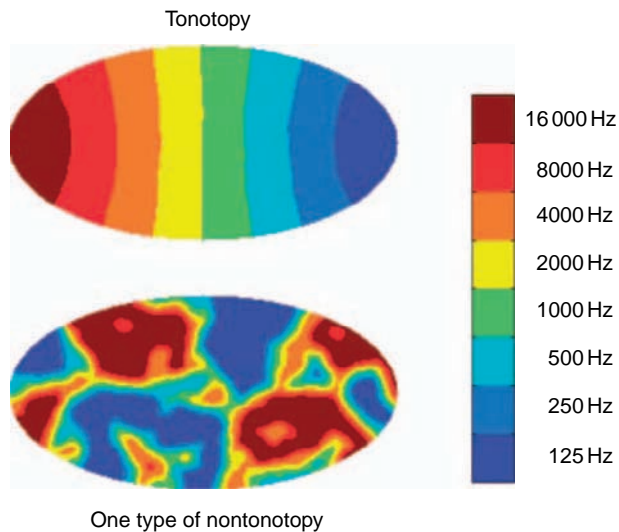 Tonotopy
16 000 Hz
8000 Hz
4000 Hz
2000 Hz
1000 Hz
500 Hz
250 Hz
125 Hz
One type of nontonotopy